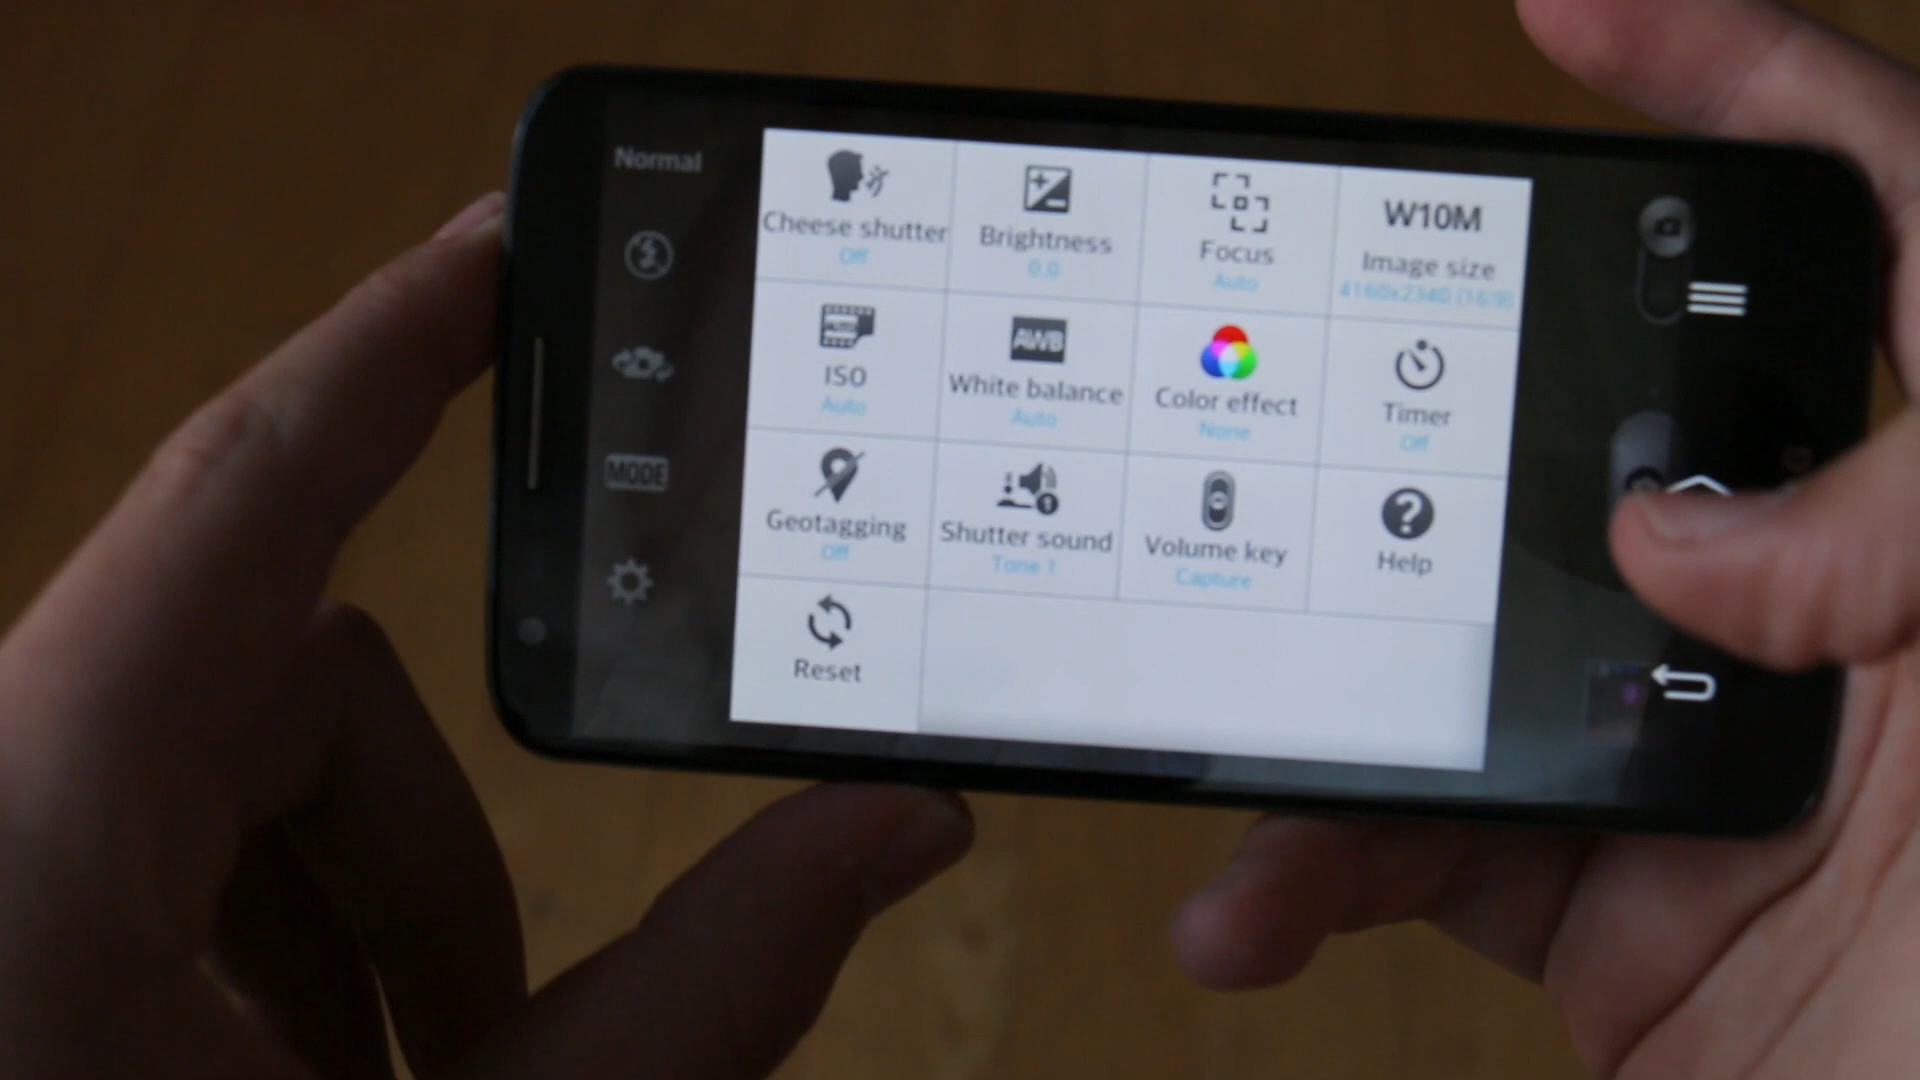 Normal
Cheese shutter
Off
Brightness
0.0
Focus
Auto
W10M
Image size
4160x2340 (16:9)
AUTO
ISO
Auto
AWB
White balance
Auto
Color effect
None
Timer
Off
MODE
Geotagging
Off
1
Shutter sound
Tone 1
Volume key
Capture
?
Help
Reset